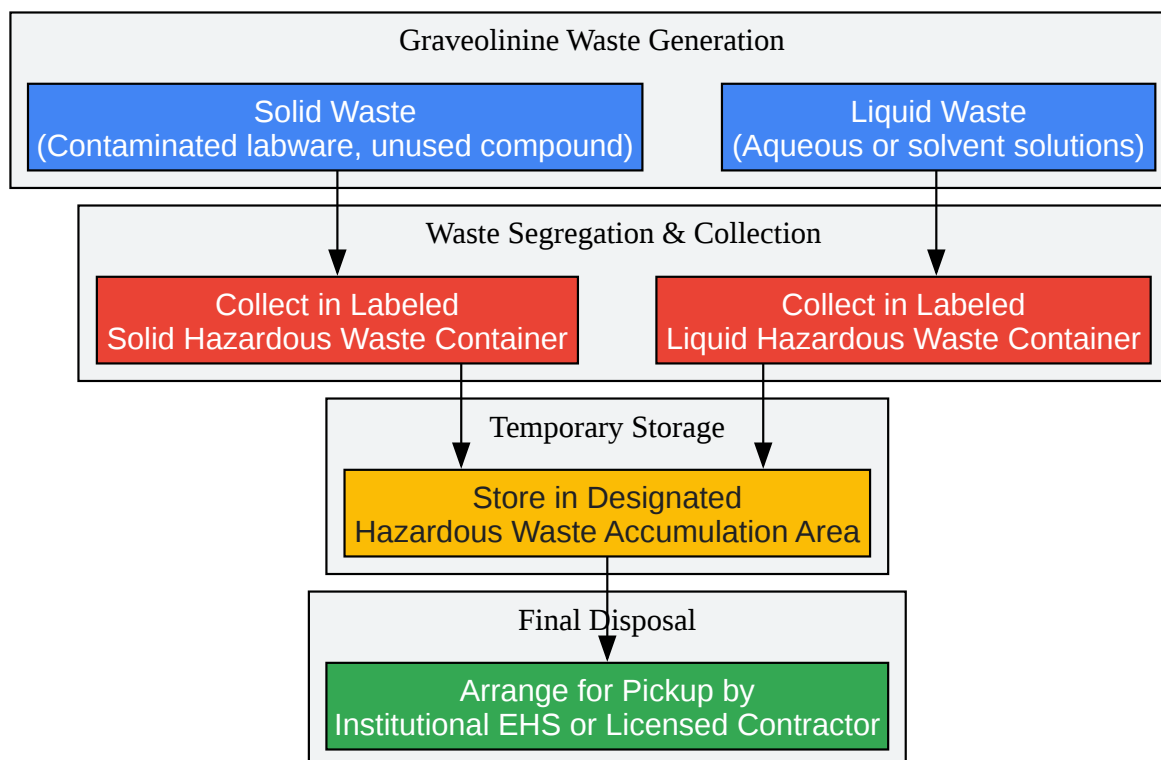 Graveolinine Waste Generation
Solid Waste
(Contaminated labware, unused compound)
Liquid Waste
(Aqueous or solvent solutions)
Waste Segregation & Collection
Collect in Labeled
Solid Hazardous Waste Container
Collect in Labeled
Liquid Hazardous Waste Container
Temporary Storage
Store in Designated
Hazardous Waste Accumulation Area
Final Disposal
Arrange for Pickup by
Institutional EHS or Licensed Contractor